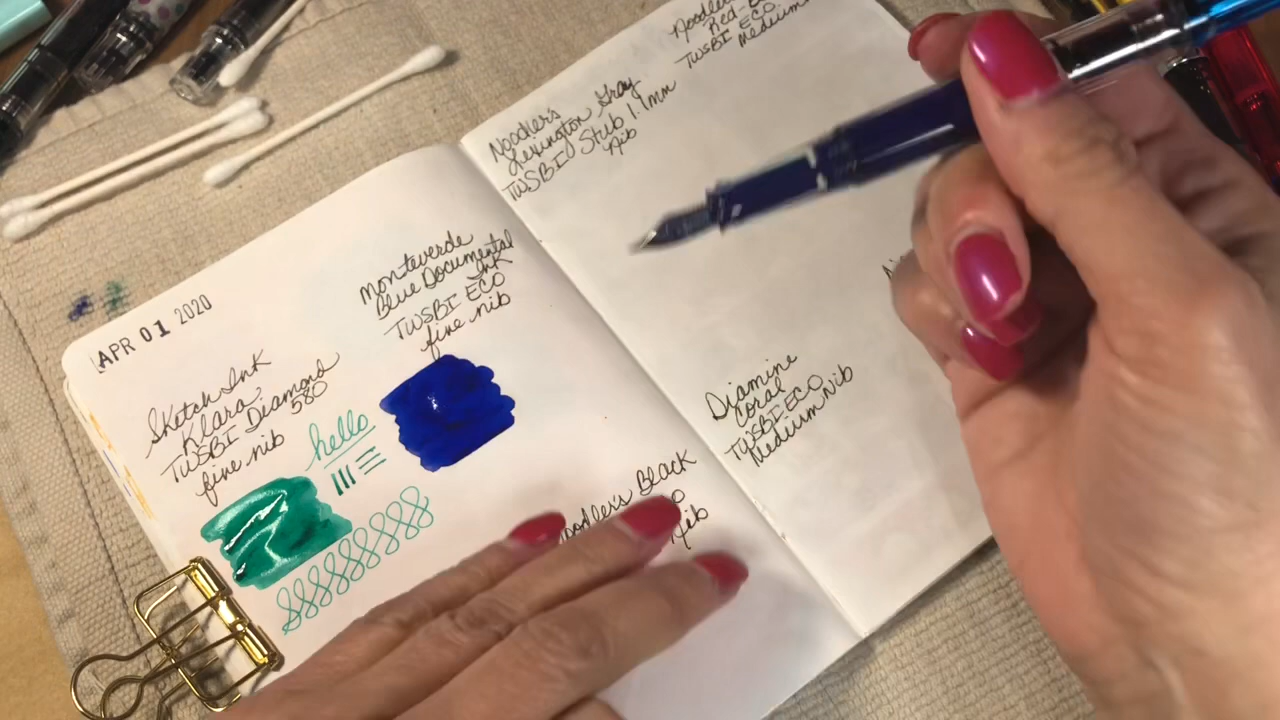 APR 01 2020
Sketch Ink
Klara
TWSBI Diamond
580
fine nib
hello
monteverde
Blue Documental
Ink
TWSBI ECO
fine nib
Noodler's Black
Nib
Noodler's
Lexington Gray
TWSBI Stub 1.1mm
Nib
Noodler's
TWSBI ECO
Medium
Diamine
Coral
TWSBI ECO
Medium Nib